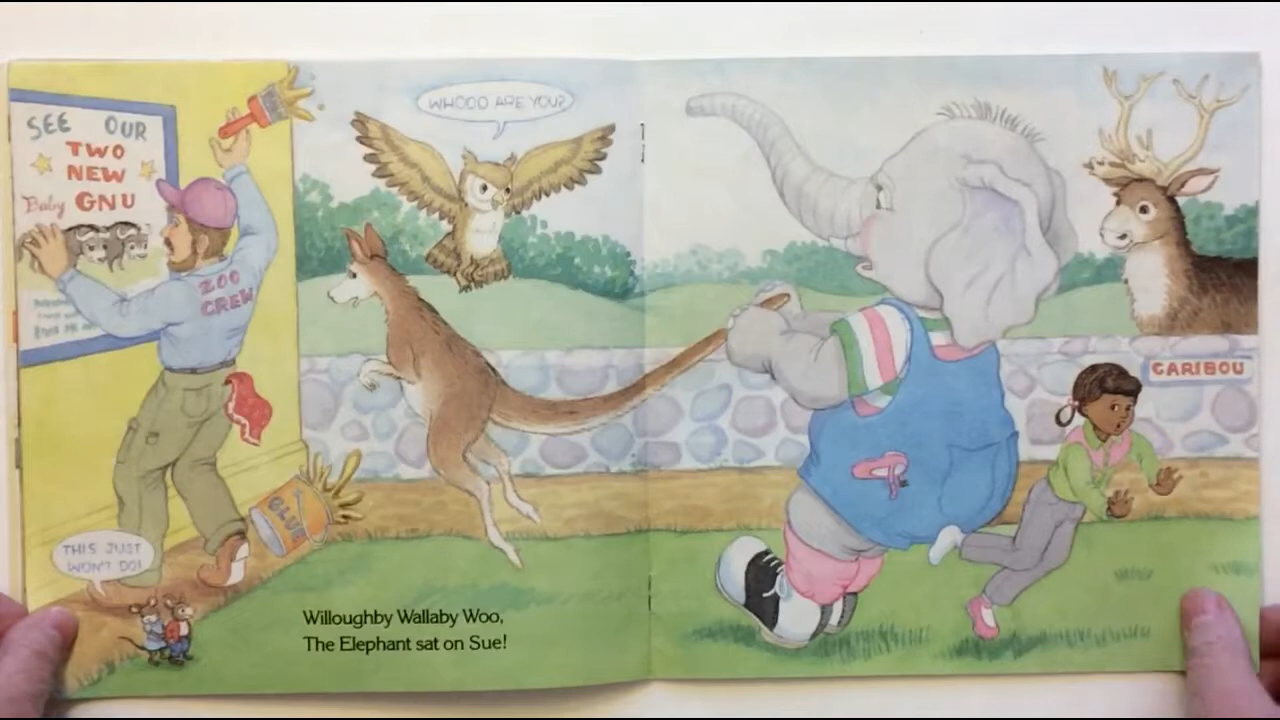 SEE OUR
TWO
NEW
Baby GNU
ZOO
CREW
GLUE
WHOOO ARE YOU?
THIS JUST
WON'T DO!
Willoughby Wallaby Woo,
The Elephant sat on Sue!
CARIBOU